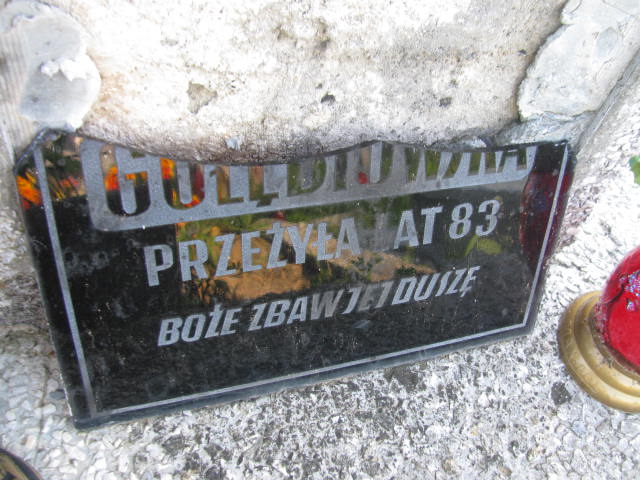 PRZEŻYŁA LAT 83
BOŻE ZBAW JEJ DUSZĘ